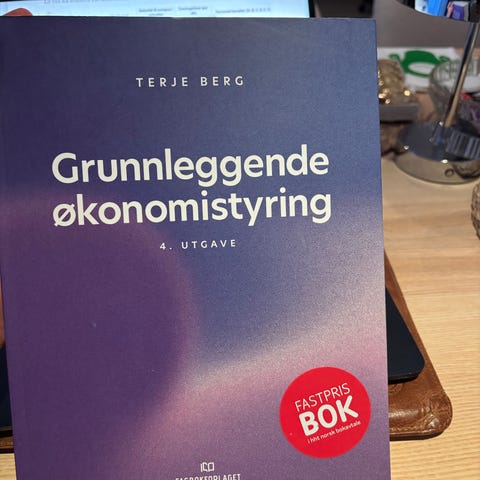 TERJE BERG
Grunnleggende
økonomistyring
4. UTGAVE
FASTPRIS
BOK
i hht norsk bokavtale
FAGBOKFORLAGET